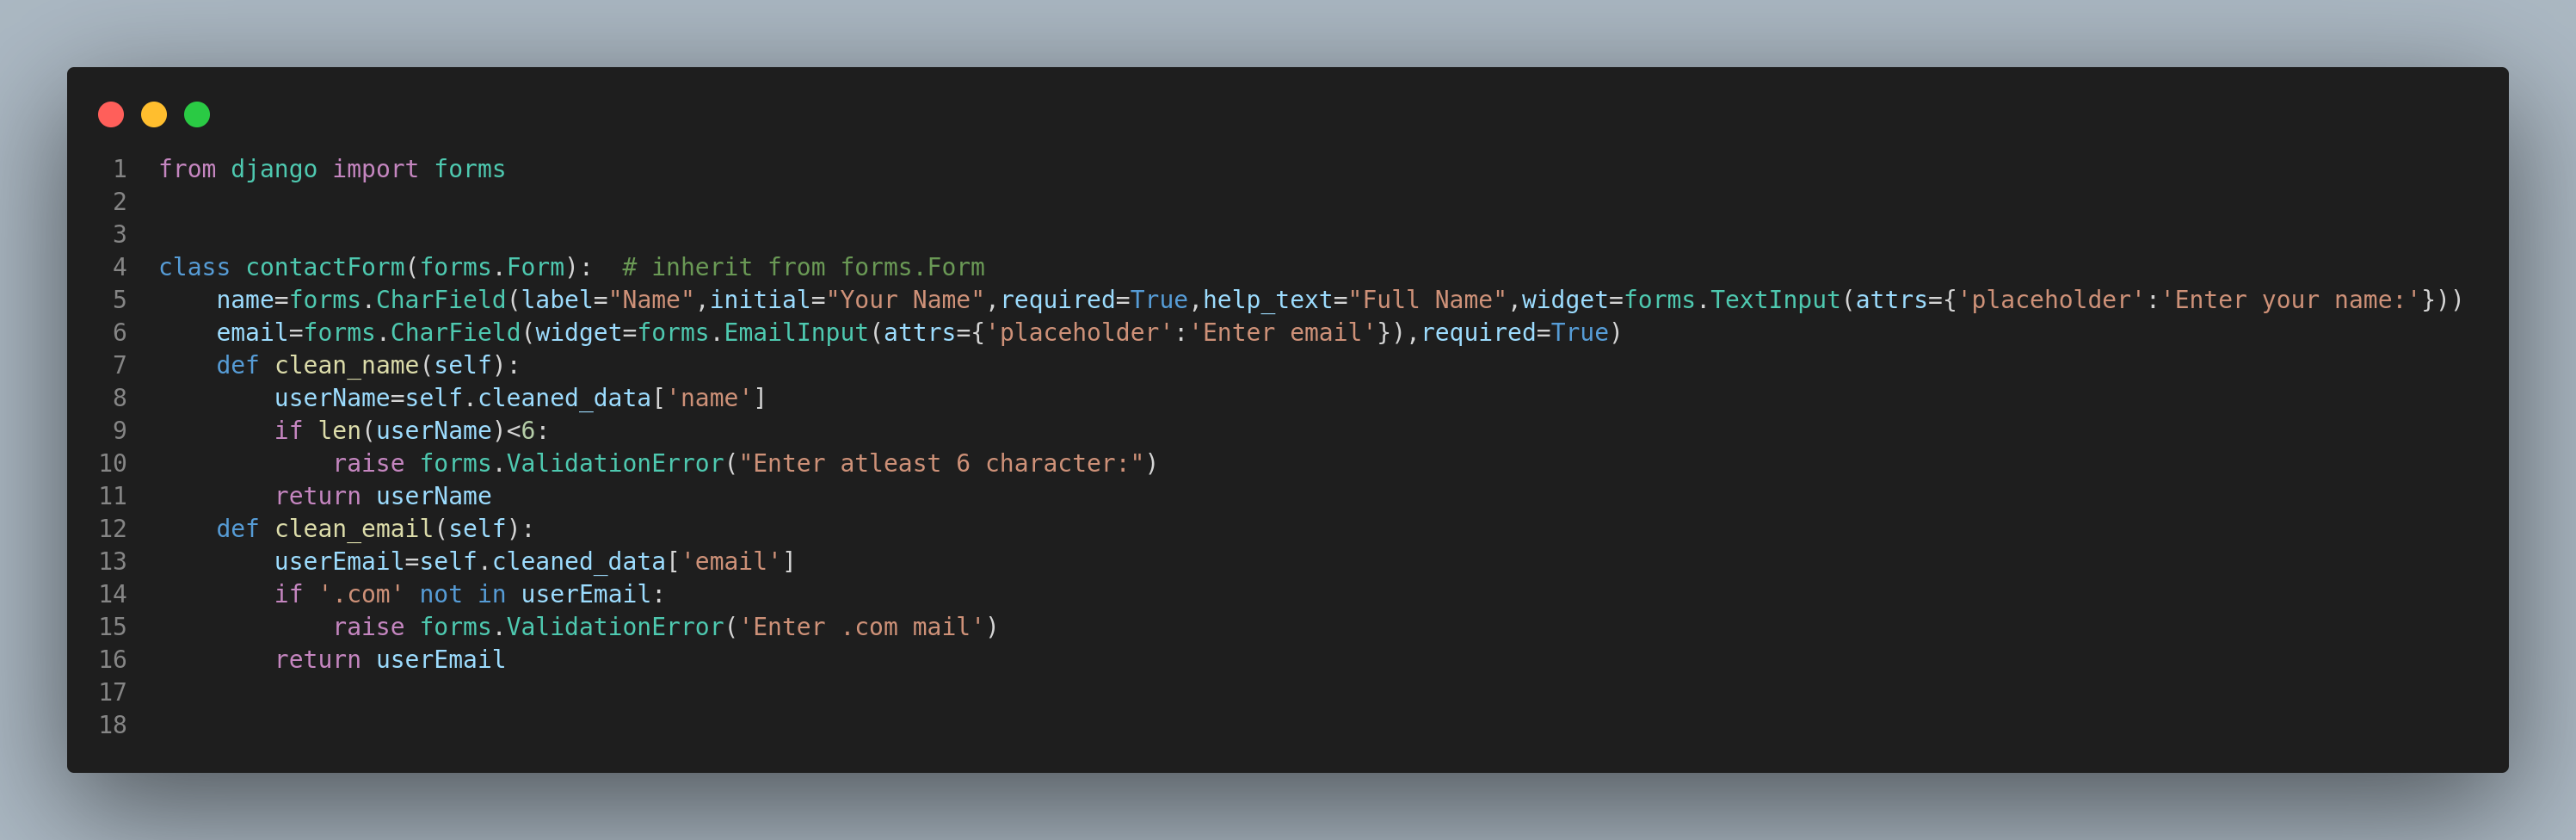 1 from django import forms
2
3
4 class contactForm(forms.Form):  # inherit from forms.Form
5     name=forms.CharField(label="Name",initial="Your Name",required=True,help_text="Full Name",widget=forms.TextInput(attrs={'placeholder':'Enter your name:'}))
6     email=forms.CharField(widget=forms.EmailInput(attrs={'placeholder':'Enter email'}),required=True)
7     def clean_name(self):
8         userName=self.cleaned_data['name']
9         if len(userName)<6:
10             raise forms.ValidationError("Enter atleast 6 character:")
11         return userName
12     def clean_email(self):
13         userEmail=self.cleaned_data['email']
14         if '.com' not in userEmail:
15             raise forms.ValidationError('Enter .com mail')
16         return userEmail
17
18